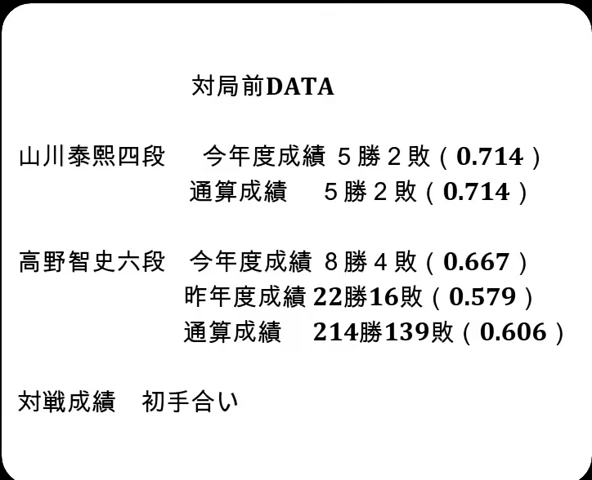 対局前DATA
山川泰熙四段　今年度成績 ５勝２敗（0.714）
通算成績　５勝２敗（0.714）
高野智史六段　今年度成績 ８勝４敗（0.667）
昨年度成績 22勝16敗（0.579）
通算成績　214勝139敗（0.606）
対戦成績　初手合い